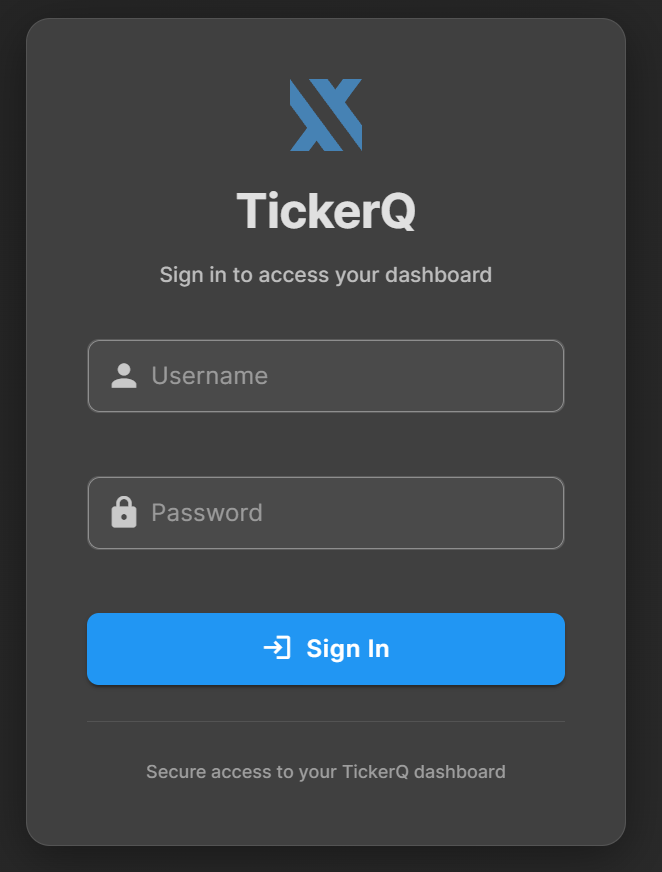 TickerQ
Sign in to access your dashboard
Username
Password
Sign In
Secure access to your TickerQ dashboard